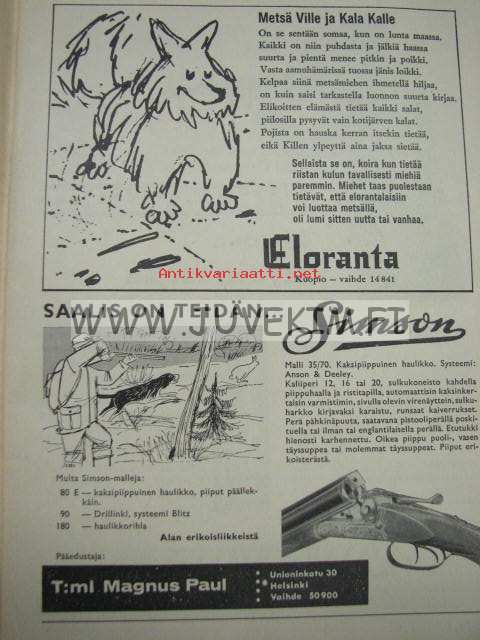 Metsä Ville ja Kala Kalle
On se sentään somaa, kun on lunta maassa.
Kaikki on niin puhdasta ja jälkiä haassa
suurta ja pientä menee pitkin ja poikki.
Vasta aamuhämärissä tuossa jänis loikki.
Kelpaa siinä metsämiehen ihmetellä hiljaa,
on kuin saisi tarkastella luonnon suurta kirjaa.
Elikoitten elämästä tietää kaikki salat,
piilosilla pysyvät vain kotijärven kalat.
Pojista on hauska kerran itsekin tietää,
eikä Killen ylpeyttä aina jaksa sietää.
Sellaista se on, koira kun tietää
riistan kulun tavallisesti miehiä
paremmin. Miehet taas puolestaan
tietävät, että elorantalaisiin
voi luottaa metsällä,
oli lumi sitten uutta tai vanhaa.
Eloranta
Antikvariaatti.net
Kuopio — vaihde 14 841
SAALIS ON TEIDÄN...
Simson
Malli 35/70. Kaksipiippuinen haulikko. Systeemi:
Anson & Deeley.
Kaliiperi 12, 16 tai 20, sulkukoneisto kahdella
piippuhaalla ja ristitapilla, automaattisin kaksinker-
taisin varmistimin, sivulla olevin virenäyttein, sulku-
harkko kirjavaksi karaistu, runsaat kaiverrukset.
Perä pähkinäpuuta, saatavana pistooliperällä poski-
tuella tai ilman tai englantilaisella perällä. Etutukki
hienosti karhennettu. Oikea piippu puoli-, vasen
täyssuppea tai molemmat täyssuppeat. Piiput eri-
koisterästä.
Muita Simson-malleja:
80 E — kaksipiippuinen haulikko, piiput päällek-
käin.
90 — Drillinki, systeemi Blitz
180 — haulikkorihla
Alan erikoisliikkeistä
Pääedustaja:
T:mi Magnus Paul
Unioninkatu 30
Helsinki
Vaihde 50 900